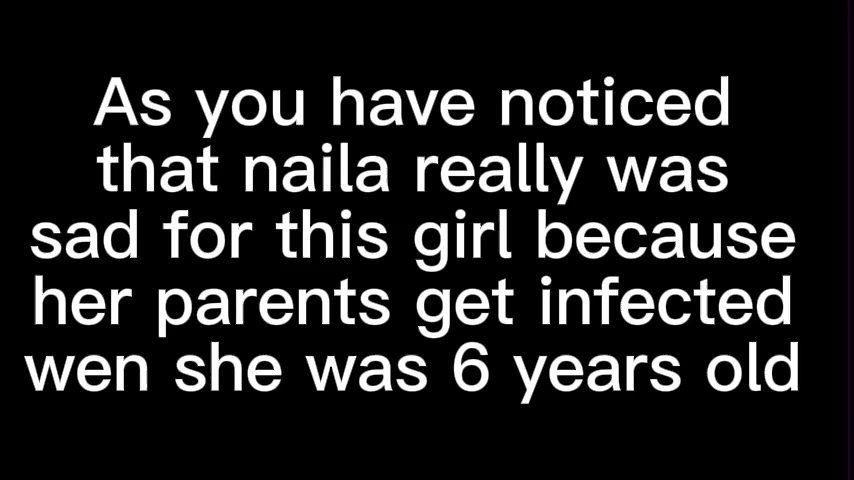 As you have noticed
that naila really was
sad for this girl because
her parents get infected
wen she was 6 years old